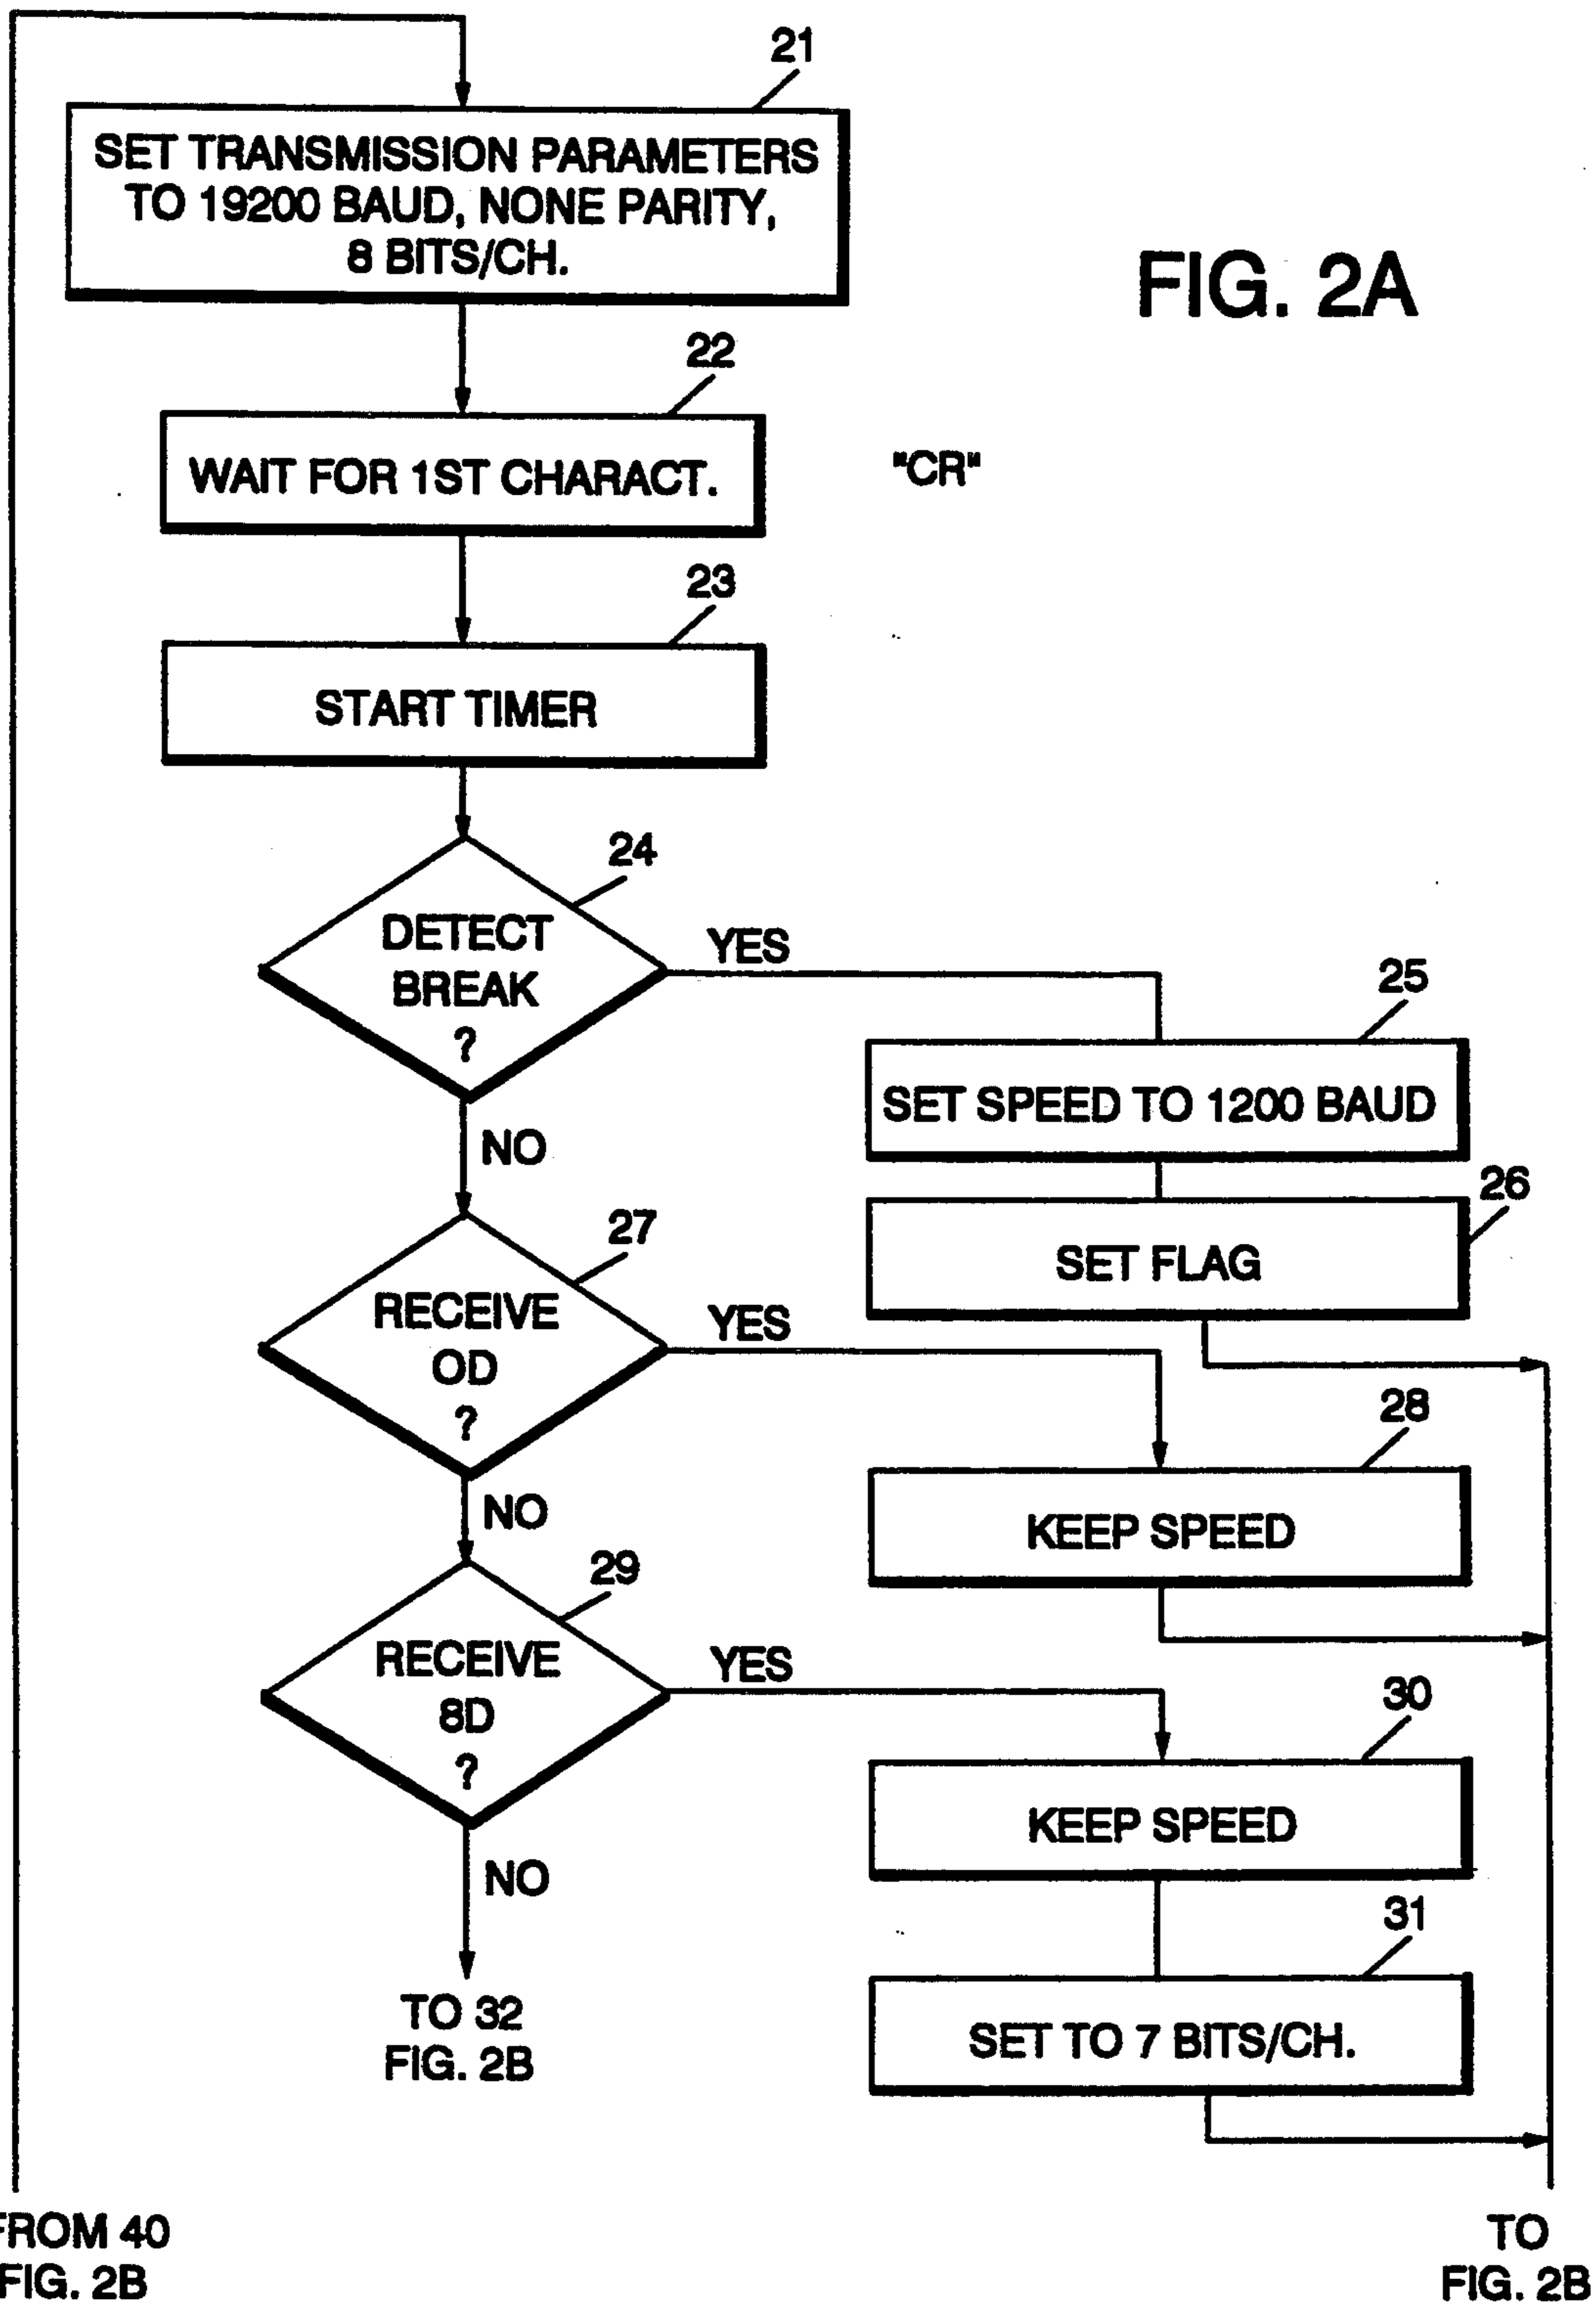 21
SET TRANSMISSION PARAMETERS
TO 19200 BAUD, NONE PARITY,
8 BITS/CH.
FIG. 2A
22
WAIT FOR 1ST CHARACT.
"CR"
23
START TIMER
24
DETECT
BREAK
?
YES
NO
25
SET SPEED TO 1200 BAUD
26
SET FLAG
27
RECEIVE
OD
?
YES
NO
28
KEEP SPEED
29
RECEIVE
8D
?
YES
NO
30
KEEP SPEED
31
SET TO 7 BITS/CH.
TO 32
FIG. 2B
FROM 40
FIG. 2B
TO
FIG. 2B